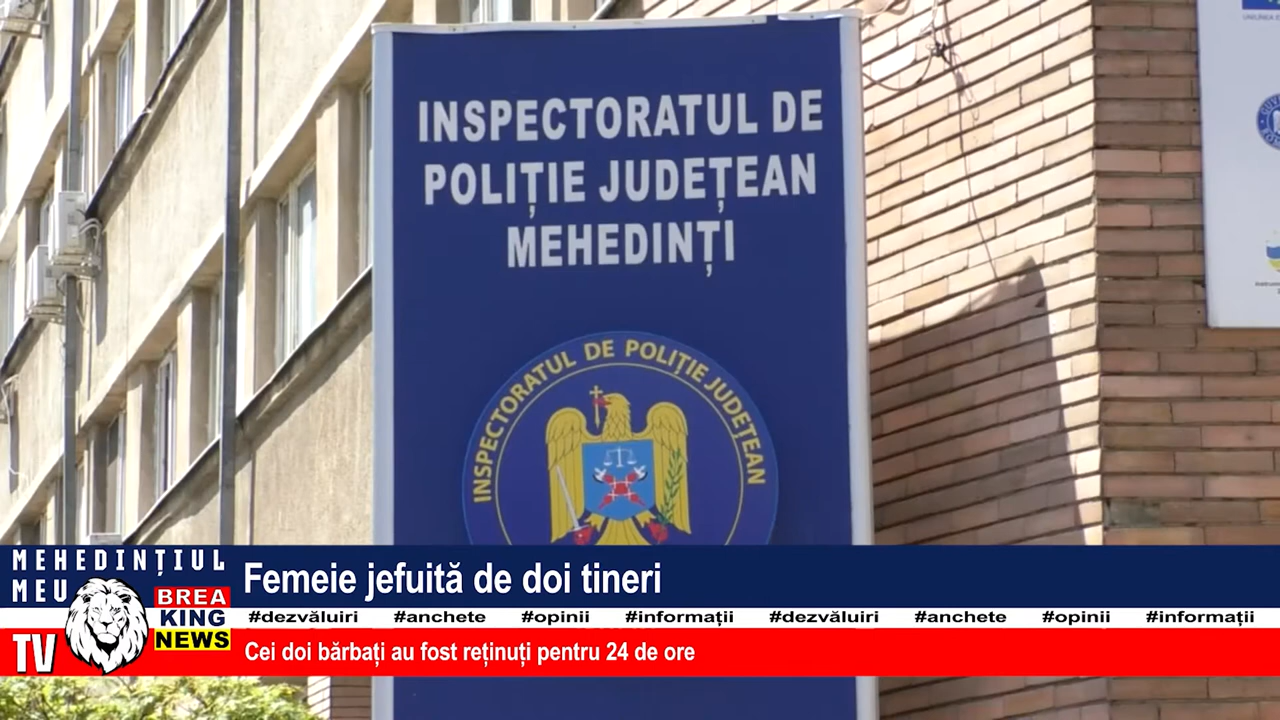 INSPECTORATUL DE
POLIȚIE JUDEȚEAN
MEHEDINȚI
INSPECTORATUL DE POLIȚIE JUDEȚEAN
MEHEDINȚIUL
MEU
TV
BREA
KING
NEWS
Femeie jefuită de doi tineri
#dezvăluiri #anchete #opinii #informații #dezvăluiri #anchete #opinii #informații
Cei doi bărbați au fost reținuți pentru 24 de ore